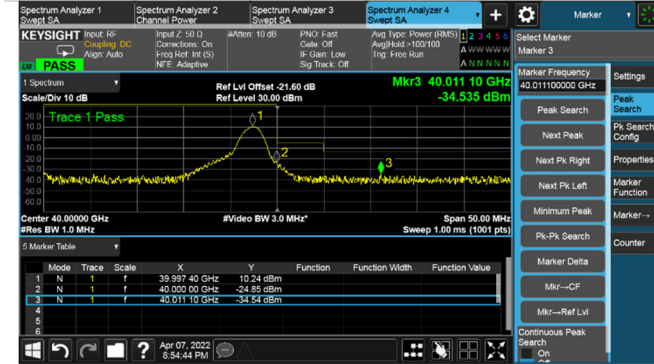 Spectrum Analyzer 1
Swept SA
Spectrum Analyzer 2
Channel Power
Spectrum Analyzer 3
Swept SA
Spectrum Analyzer 4
Swept SA
Marker
KEYSIGHT
Input: RF
Coupling: DC
Align: Auto
Input Z: 50 Ω
Corrections: On
Freq Ref: Int (S)
NFE: Adaptive
#Atten: 10 dB
PNO: Fast
Gate: Off
IF Gain: Low
Sig Track: Off
Avg Type: Power (RMS)
Avg|Hold >100/100
Trig: Free Run
1 2 3 4 5 6
A W W W W W
A N N N N N
PASS
Select Marker
Marker 3
1 Spectrum
Scale/Div 10 dB
Ref Lvl Offset -21.60 dB
Ref Level 30.00 dBm
Mkr3 40.011 10 GHz
-34.535 dBm
Trace 1 Pass
20.0
10.0
0.00
-10.0
-20.0
-30.0
-40.0
-50.0
-60.0
1
2
3
Center 40.00000 GHz
#Res BW 1.0 MHz
#Video BW 3.0 MHz*
Span 50.00 MHz
Sweep 1.00 ms (1001 pts)
5 Marker Table
Mode Trace Scale X Y Function Function Width Function Value
1 N 1 f 39.997 40 GHz 10.24 dBm
2 N 1 f 40.000 00 GHz -24.85 dBm
3 N 1 f 40.011 10 GHz -34.54 dBm
4
5
6
Marker Frequency
40.011100000 GHz
Peak Search
Next Peak
Next Pk Right
Next Pk Left
Minimum Peak
Pk-Pk Search
Marker Delta
Mkr→CF
Mkr→Ref Lvl
Continuous Peak
Search
On
Off
Settings
Peak
Search
Pk Search
Config
Properties
Marker
Function
Marker→
Counter
Apr 07, 2022
8:54:44 PM